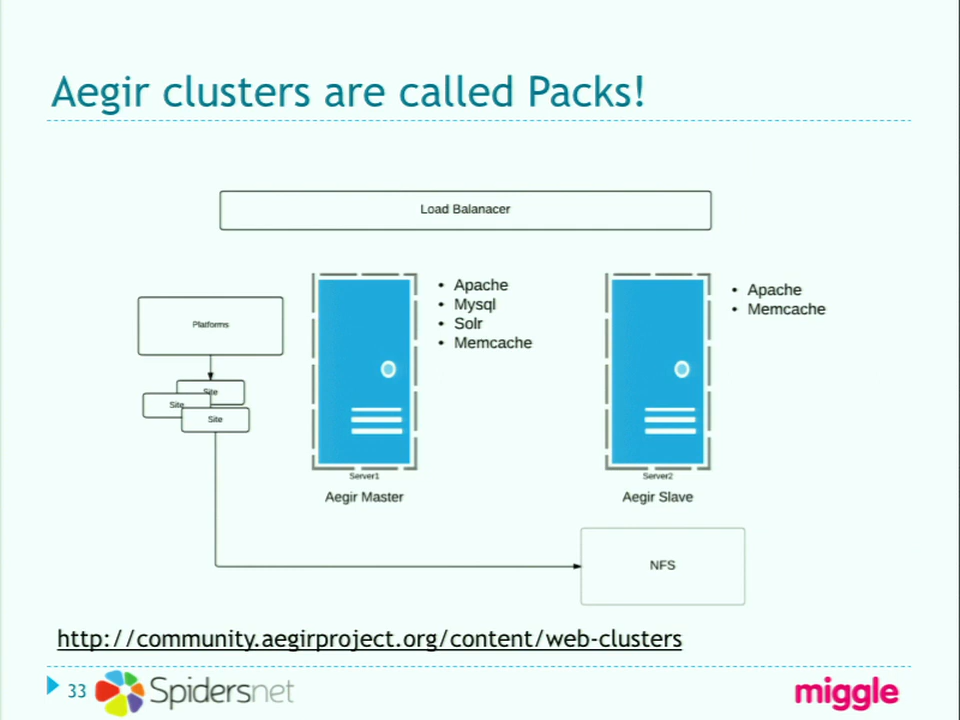 Aegir clusters are called Packs!
Load Balanacer
Platforms
Site
Site
Site
• Apache
• Mysql
• Solr
• Memcache
Server1
Aegir Master
• Apache
• Memcache
Server2
Aegir Slave
NFS
http://community.aegirproject.org/content/web-clusters
33
Spidersnet
miggle